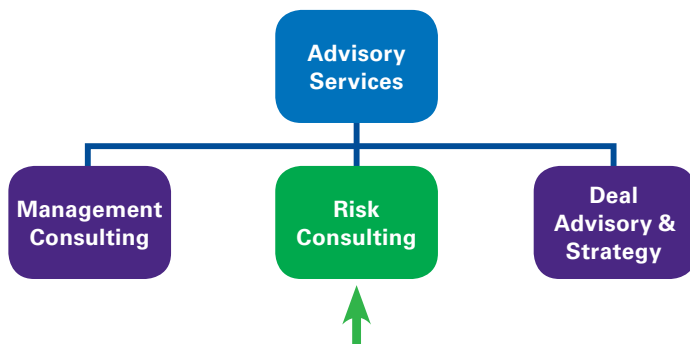 Advisory
Services
Management
Consulting
Risk
Consulting
Deal
Advisory &
Strategy